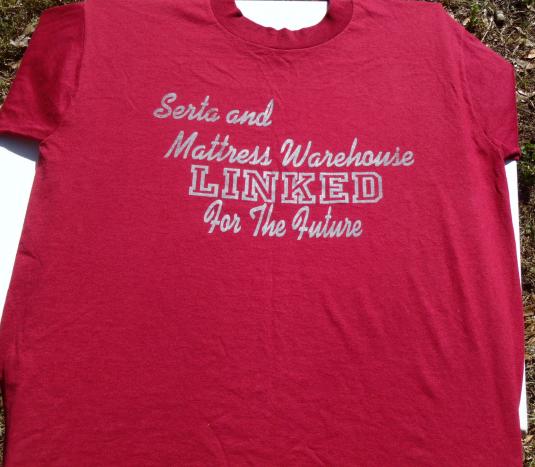 Serta and
Mattress Warehouse
LINKED
For The Future